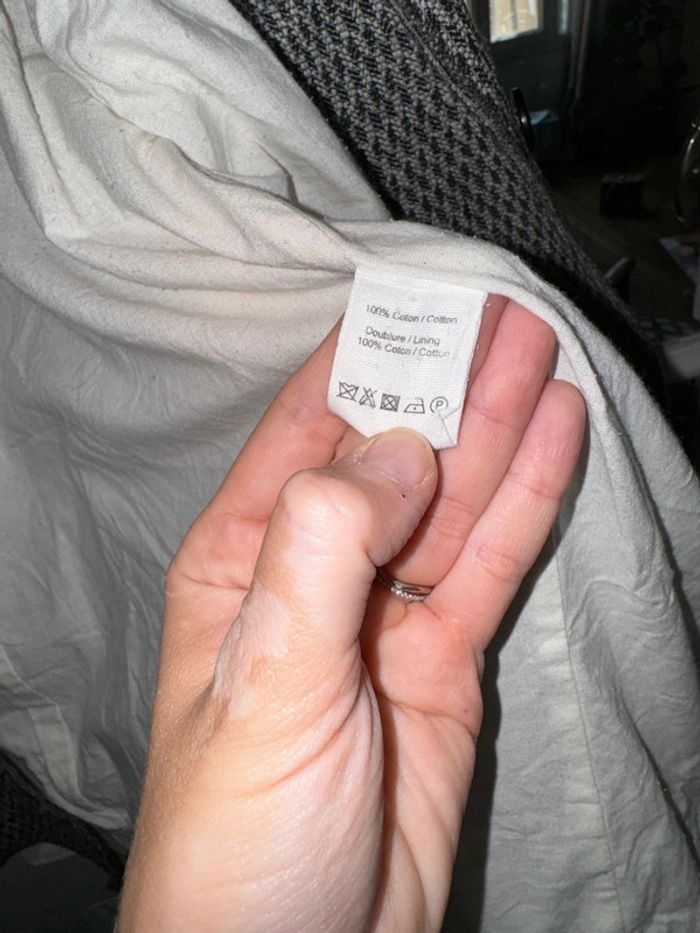 100% Coton / Cotton
Doublure / Lining
100% Coton / Cotton
P